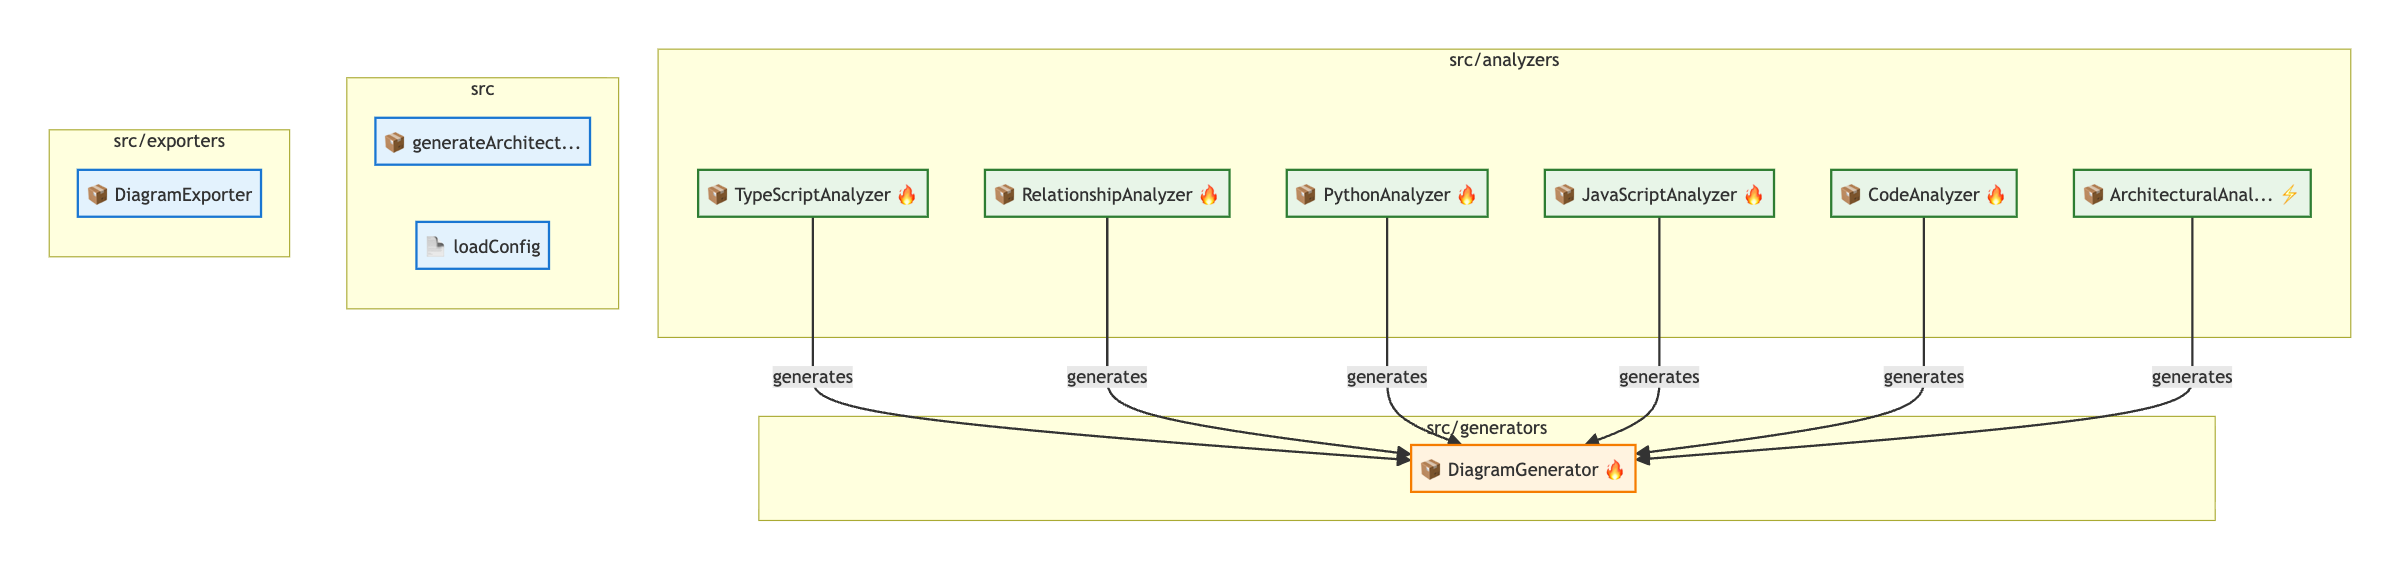 src/exporters
📦 DiagramExporter
src
📦 generateArchitect...
📄 loadConfig
src/analyzers
📦 TypeScriptAnalyzer 🔥
📦 RelationshipAnalyzer 🔥
📦 PythonAnalyzer 🔥
📦 JavaScriptAnalyzer 🔥
📦 CodeAnalyzer 🔥
📦 ArchitecturalAnal... ⚡
generates
generates
generates
generates
generates
generates
src/generators
📦 DiagramGenerator 🔥